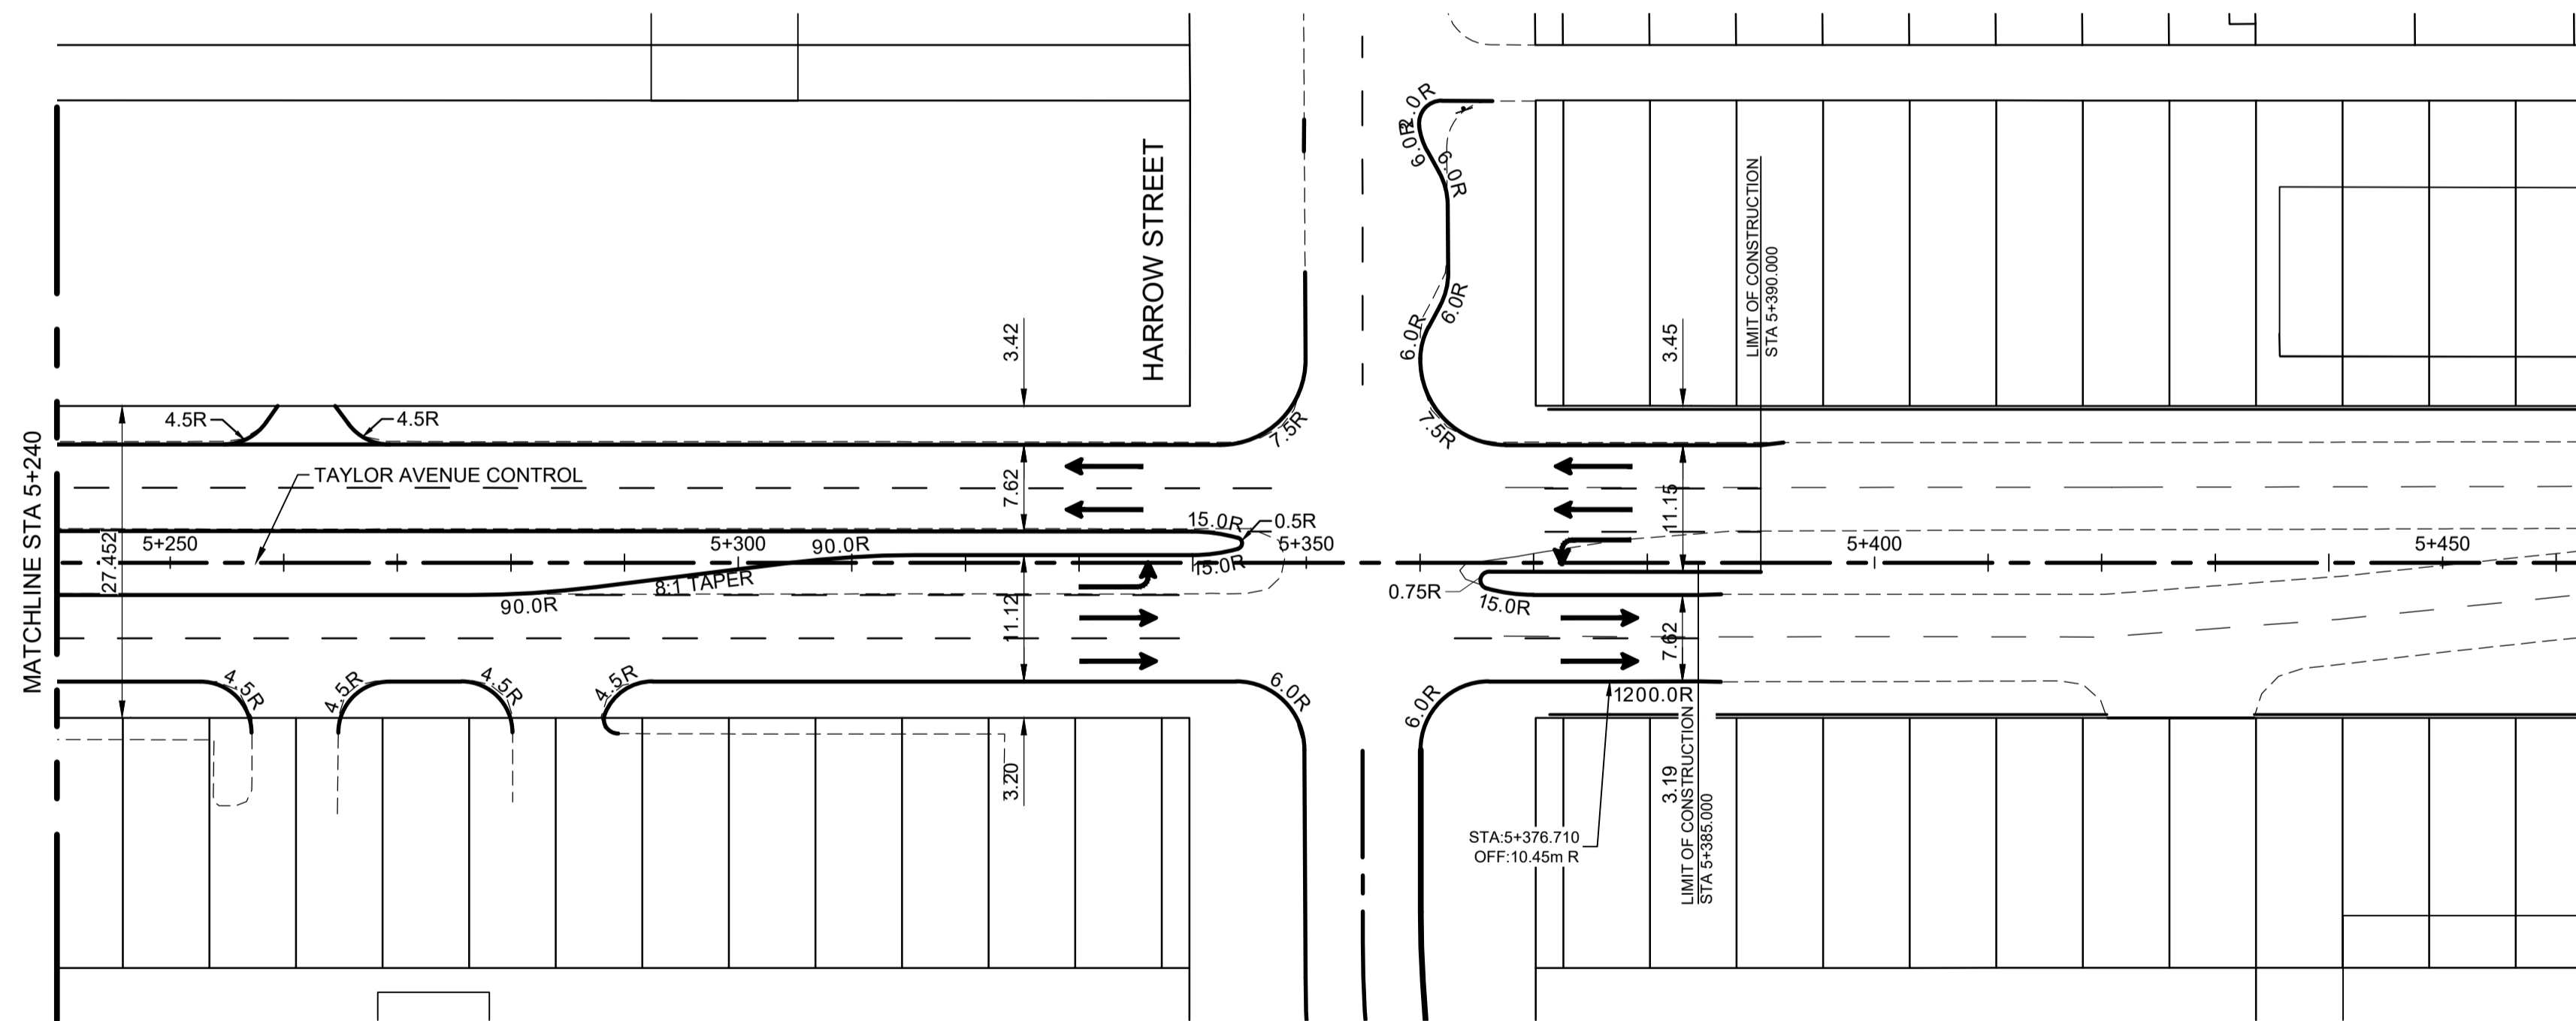 2.0R
6.0R
6.0R
HARROW STREET
LIMIT OF CONSTRUCTION
STA 5+390.000
6.0R
6.0R
3.42
3.45
4.5R
4.5R
7.5R
7.5R
MATCHLINE STA 5+240
TAYLOR AVENUE CONTROL
7.62
11.15
27.452
5+250
5+300
90.0R
15.0R
0.5R
5+350
5+400
5+450
15.0R
8:1 TAPER
90.0R
11.12
0.75R
15.0R
7.62
4.5R
4.5R
4.5R
4.5R
6.0R
6.0R
1200.0R
3.20
3.19
LIMIT OF CONSTRUCTION
STA 5+385.000
STA:5+376.710
OFF:10.45m R